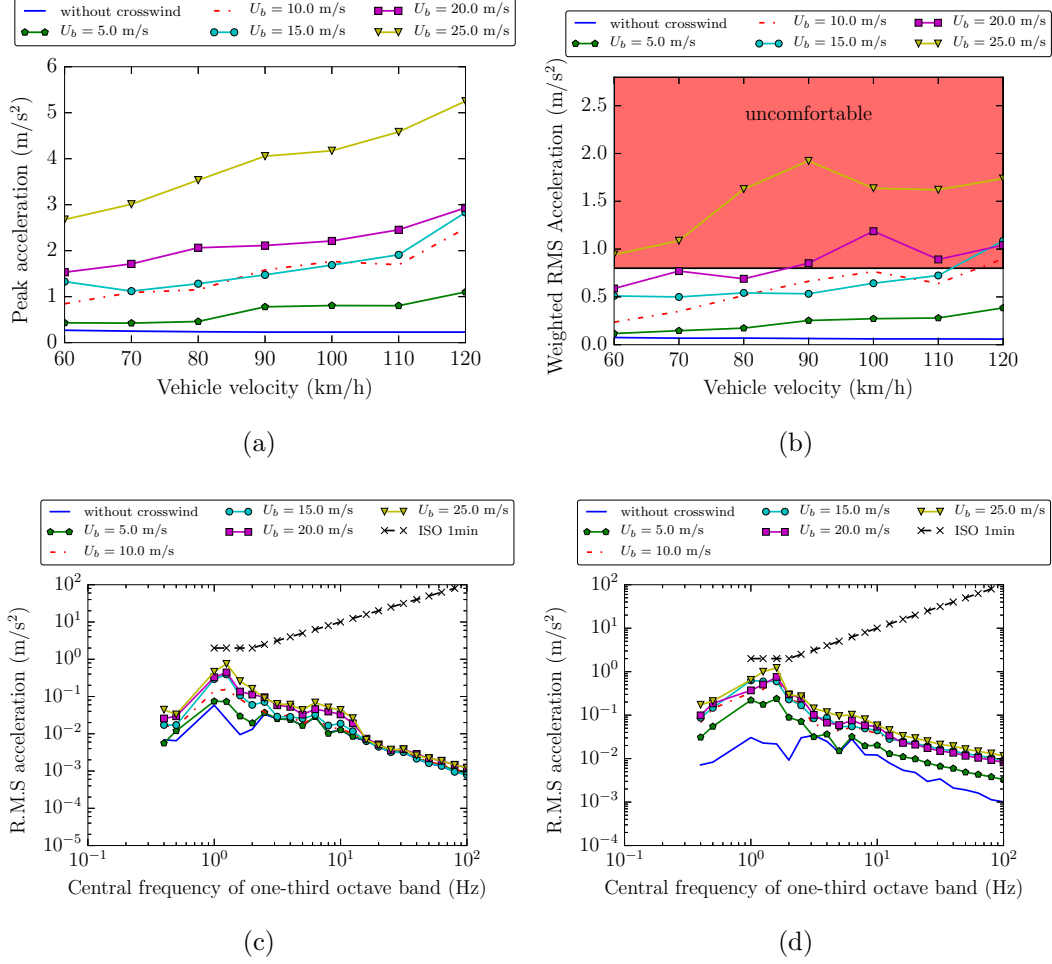 without crosswind
U_b = 5.0 m/s
U_b = 10.0 m/s
U_b = 15.0 m/s
U_b = 20.0 m/s
U_b = 25.0 m/s
Peak acceleration (m/s²)
6
5
4
3
2
1
0
60 70 80 90 100 110 120
Vehicle velocity (km/h)
(a)
without crosswind
U_b = 5.0 m/s
U_b = 10.0 m/s
U_b = 15.0 m/s
U_b = 20.0 m/s
U_b = 25.0 m/s
Weighted RMS Acceleration (m/s²)
uncomfortable
2.5
2.0
1.5
1.0
0.5
0.0
60 70 80 90 100 110 120
Vehicle velocity (km/h)
(b)
without crosswind
U_b = 5.0 m/s
U_b = 10.0 m/s
U_b = 15.0 m/s
U_b = 20.0 m/s
U_b = 25.0 m/s
ISO 1min
R.M.S acceleration (m/s²)
10²
10¹
10⁰
10⁻¹
10⁻²
10⁻³
10⁻⁴
10⁻⁵
10⁻¹ 10⁰ 10¹ 10²
Central frequency of one-third octave band (Hz)
(c)
without crosswind
U_b = 5.0 m/s
U_b = 10.0 m/s
U_b = 15.0 m/s
U_b = 20.0 m/s
U_b = 25.0 m/s
ISO 1min
R.M.S acceleration (m/s²)
10²
10¹
10⁰
10⁻¹
10⁻²
10⁻³
10⁻⁴
10⁻¹ 10⁰ 10¹ 10²
Central frequency of one-third octave band (Hz)
(d)